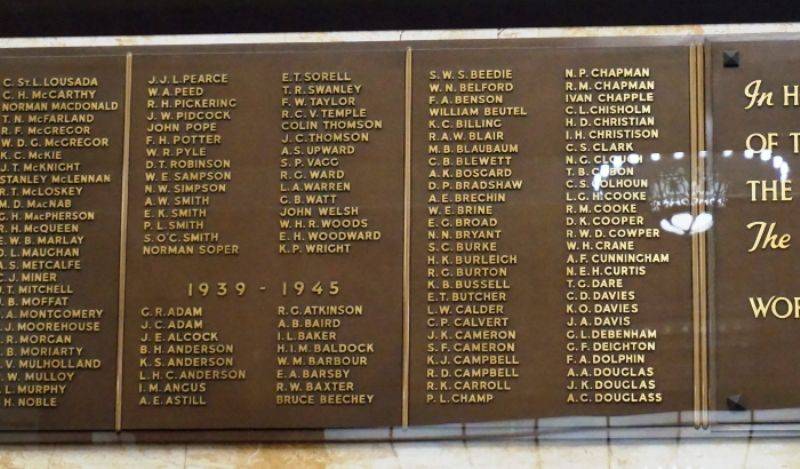 C. ST. L. LOUSADA
C. H. McCARTHY
NORMAN MACDONALD
T. N. McFARLAND
R. F. McGREGOR
W. D. G. McGREGOR
K. C. McKIE
J. T. McKNIGHT
STANLEY McLENNAN
R. T. McLOSKEY
M. D. MacNAB
G. H. MacPHERSON
R. H. McQUEEN
E. W. B. MARLAY
D. L. MAUGHAN
A. S. METCALFE
C. J. MINER
J. T. MITCHELL
J. B. MOFFAT
J. A. MONTGOMERY
J. MOOREHOUSE
R. MORGAN
B. MORIARTY
V. MULHOLLAND
W. MULLOY
L. MURPHY
H. NOBLE
J. J. L. PEARCE
W. A. PEED
R. H. PICKERING
J. W. PIDCOCK
JOHN POPE
F. H. POTTER
W. R. PYLE
D. T. ROBINSON
W. E. SAMPSON
N. W. SIMPSON
A. W. SMITH
E. K. SMITH
P. L. SMITH
S. O'C. SMITH
NORMAN SOPER
E. T. SORELL
T. R. SWANLEY
F. W. TAYLOR
R. C. V. TEMPLE
COLIN THOMSON
J. C. THOMSON
A. S. UPWARD
S. P. VAGG
R. G. WARD
L. A. WARREN
G. B. WATT
JOHN WELSH
W. H. R. WOODS
E. H. WOODWARD
K. P. WRIGHT
1939 - 1945
G. R. ADAM
J. C. ADAM
J. E. ALCOCK
B. H. ANDERSON
K. S. ANDERSON
L. H. C. ANDERSON
I. M. ANGUS
A. E. ASTILL
R. G. ATKINSON
A. B. BAIRD
I. L. BAKER
H. I. M. BALDOCK
W. M. BARBOUR
E. A. BARSBY
R. W. BAXTER
BRUCE BEECHEY
S. W. S. BEEDIE
W. N. BELFORD
F. A. BENSON
WILLIAM BEUTEL
K. C. BILLING
R. A. W. BLAIR
M. B. BLAUBAUM
C. B. BLEWETT
A. K. BOSGARD
D. P. BRADSHAW
A. E. BRECHIN
W. E. BRINE
E. G. BROAD
N. N. BRYANT
S. C. BURKE
H. K. BURLEIGH
R. G. BURTON
K. B. BUSSELL
E. T. BUTCHER
L. W. CALDER
C. P. CALVERT
J. K. CAMERON
S. F. CAMERON
K. J. CAMPBELL
R. D. CAMPBELL
R. K. CARROLL
P. L. CHAMP
N. P. CHAPMAN
R. M. CHAPMAN
IVAN CHAPPLE
C. L. CHISHOLM
H. D. CHRISTIAN
I. H. CHRISTISON
C. S. CLARK
N. G. CLOUGH
T. B.
C. S. COLHOUN
L. G. H. COOKE
R. M. COOKE
D. K. COOPER
R. W. D. COWPER
W. H. CRANE
A. F. CUNNINGHAM
N. E. H. CURTIS
T. G. DARE
C. D. DAVIES
K. O. DAVIES
J. A. DAVIS
G. L. DEBENHAM
G. F. DEIGHTON
F. A. DOLPHIN
A. A. DOUGLAS
J. K. DOUGLAS
A. C. DOUGLASS
In H
OF T
THE
The
WOR